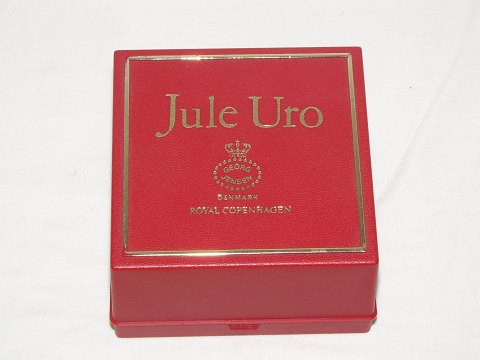 Jule Uro
GEORG
JENSEN
DENMARK
ROYAL COPENHAGEN